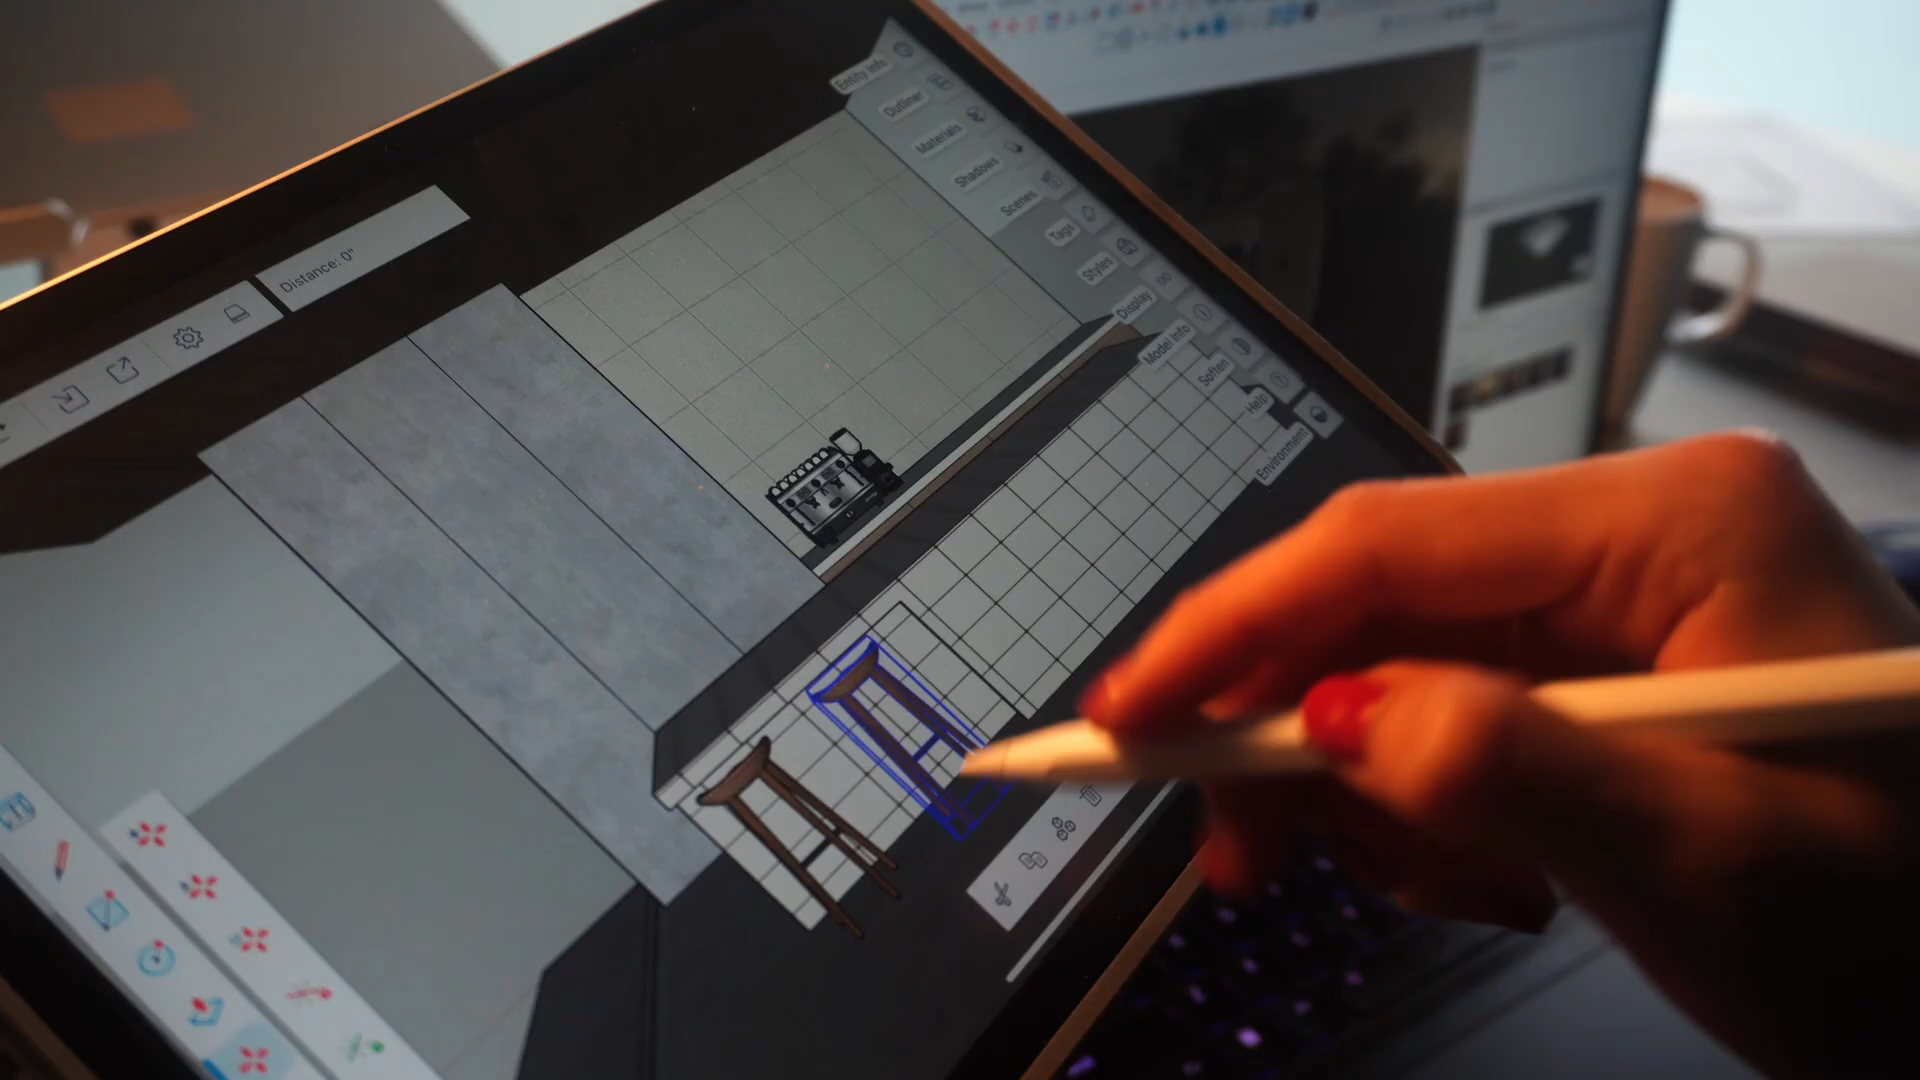 Entity Info
Outliner
Materials
Shadows
Scenes
Tags
Styles
Display
Model Info
Soften
Help
Environment
Distance: 0"